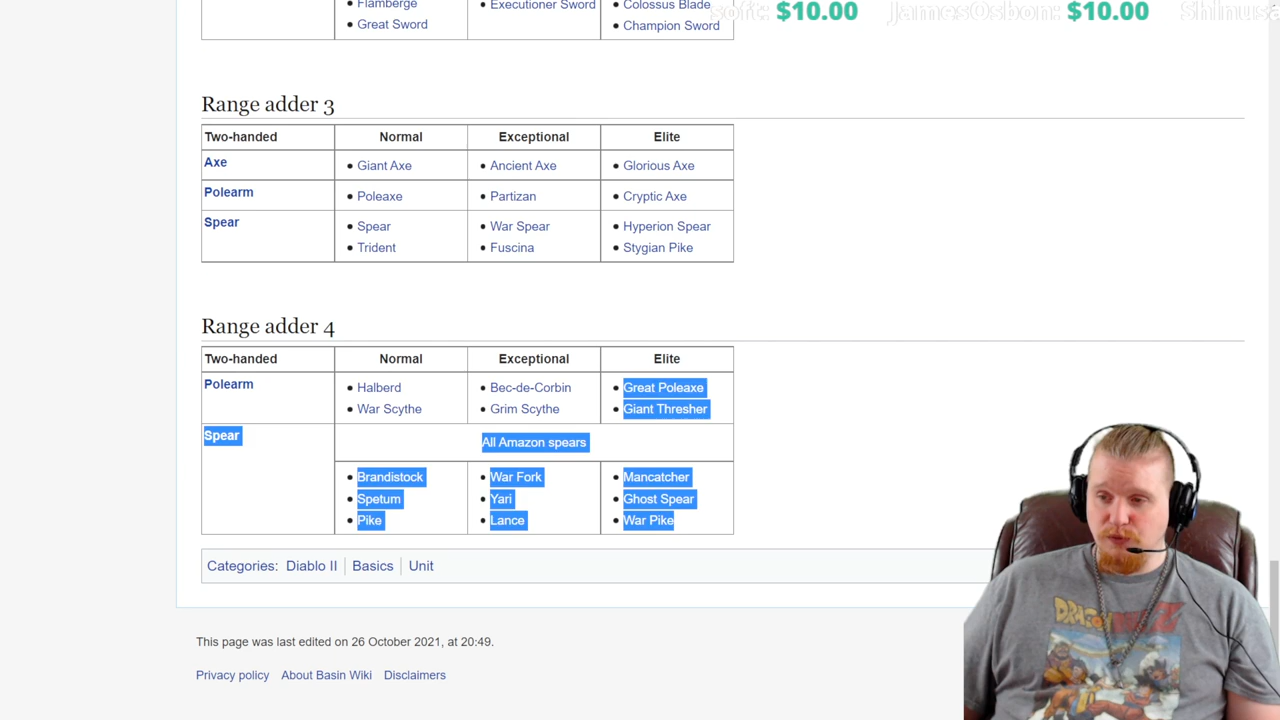 • Flamberge • Executioner Sword • Colossus Blade
• Great Sword • Champion Sword
soft: $10.00 JamesOsbon: $10.00 Shinusa
Range adder 3
Two-handed Normal Exceptional Elite
Axe • Giant Axe • Ancient Axe • Glorious Axe
Polearm • Poleaxe • Partizan • Cryptic Axe
Spear • Spear • War Spear • Hyperion Spear
• Trident • Fuscina • Stygian Pike
Range adder 4
Two-handed Normal Exceptional Elite
Polearm • Halberd • Bec-de-Corbin • Great Poleaxe
• War Scythe • Grim Scythe • Giant Thresher
Spear All Amazon spears
• Brandistock • War Fork • Mancatcher
• Spetum • Yari • Ghost Spear
• Pike • Lance • War Pike
Categories: Diablo II | Basics | Unit
This page was last edited on 26 October 2021, at 20:49.
Privacy policy About Basin Wiki Disclaimers
DRAGON BALL Z